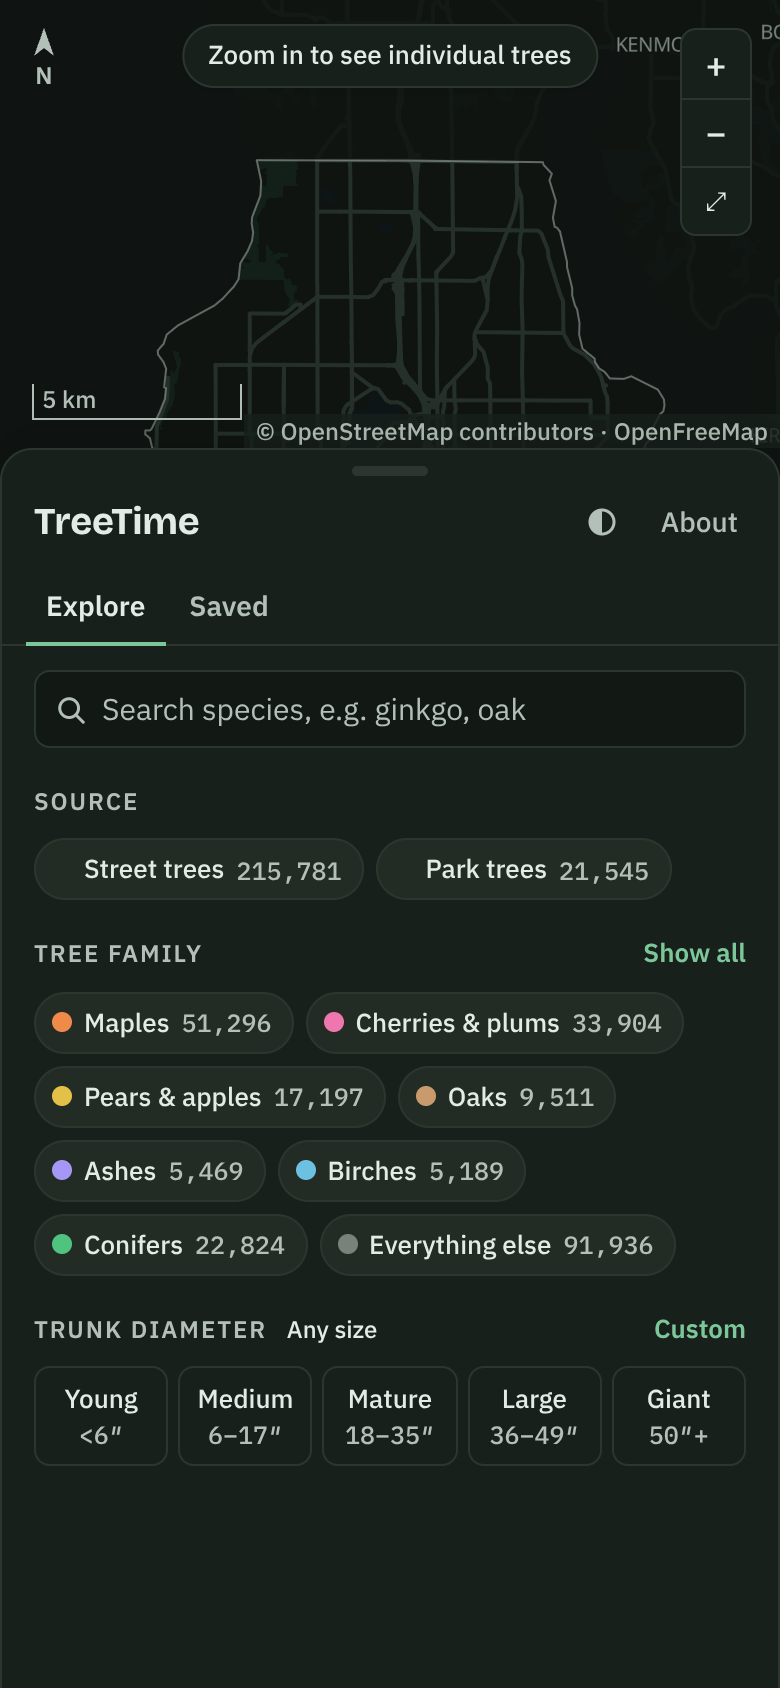 N
Zoom in to see individual trees
KENMO
BO
+
−
5 km
© OpenStreetMap contributors · OpenFreeMap
TreeTime
About
Explore Saved
Search species, e.g. ginkgo, oak
SOURCE
Street trees 215,781 Park trees 21,545
TREE FAMILY Show all
Maples 51,296 Cherries & plums 33,904
Pears & apples 17,197 Oaks 9,511
Ashes 5,469 Birches 5,189
Conifers 22,824 Everything else 91,936
TRUNK DIAMETER Any size Custom
Young Medium Mature Large Giant
<6″ 6–17″ 18–35″ 36–49″ 50″+